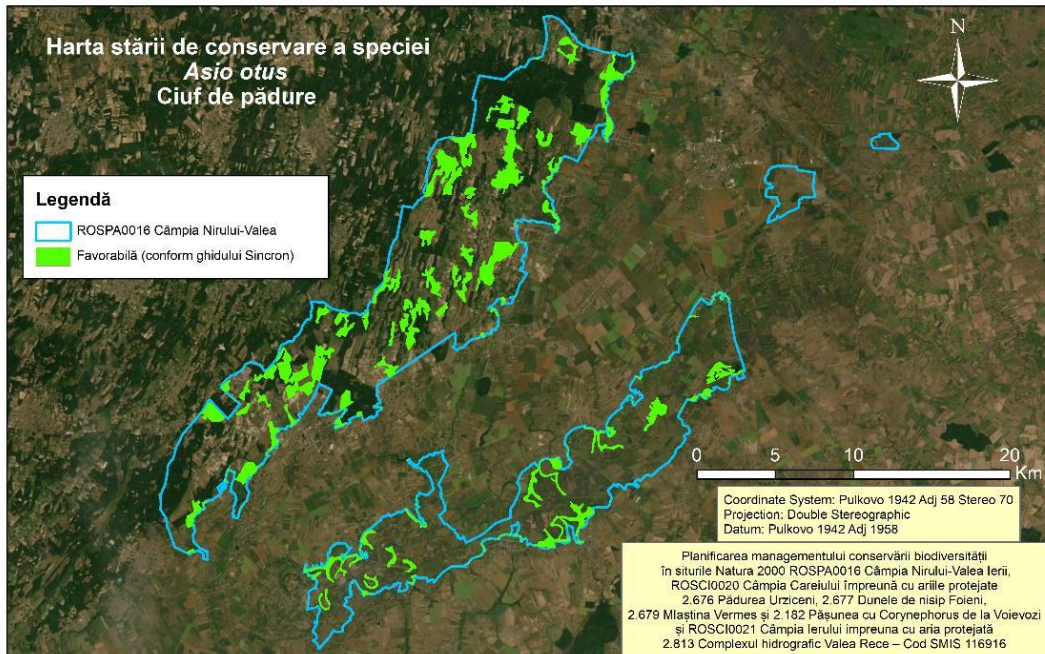 Harta stării de conservare a speciei
Asio otus
Ciuf de pădure
N
Legendă
ROSPA0016 Câmpia Nirului-Valea
Favorabilă (conform ghidului Sincron)
0 5 10 20
Km
Coordinate System: Pulkovo 1942 Adj 58 Stereo 70
Projection: Double Stereographic
Datum: Pulkovo 1942 Adj 1958
Planificarea managementului conservării biodiversității
în siturile Natura 2000 ROSPA0016 Câmpia Nirului-Valea Ierii,
ROSCI0020 Câmpia Careiului împreună cu ariile protejate
2.676 Pădurea Urziceni, 2.677 Dunele de nisip Foieni,
2.679 Mlaștina Vermes și 2.182 Pășunea cu Corynephorus de la Voievozi
și ROSCI0021 Câmpia Ierului impreuna cu aria protejată
2.813 Complexul hidrografic Valea Rece – Cod SMIS 116916